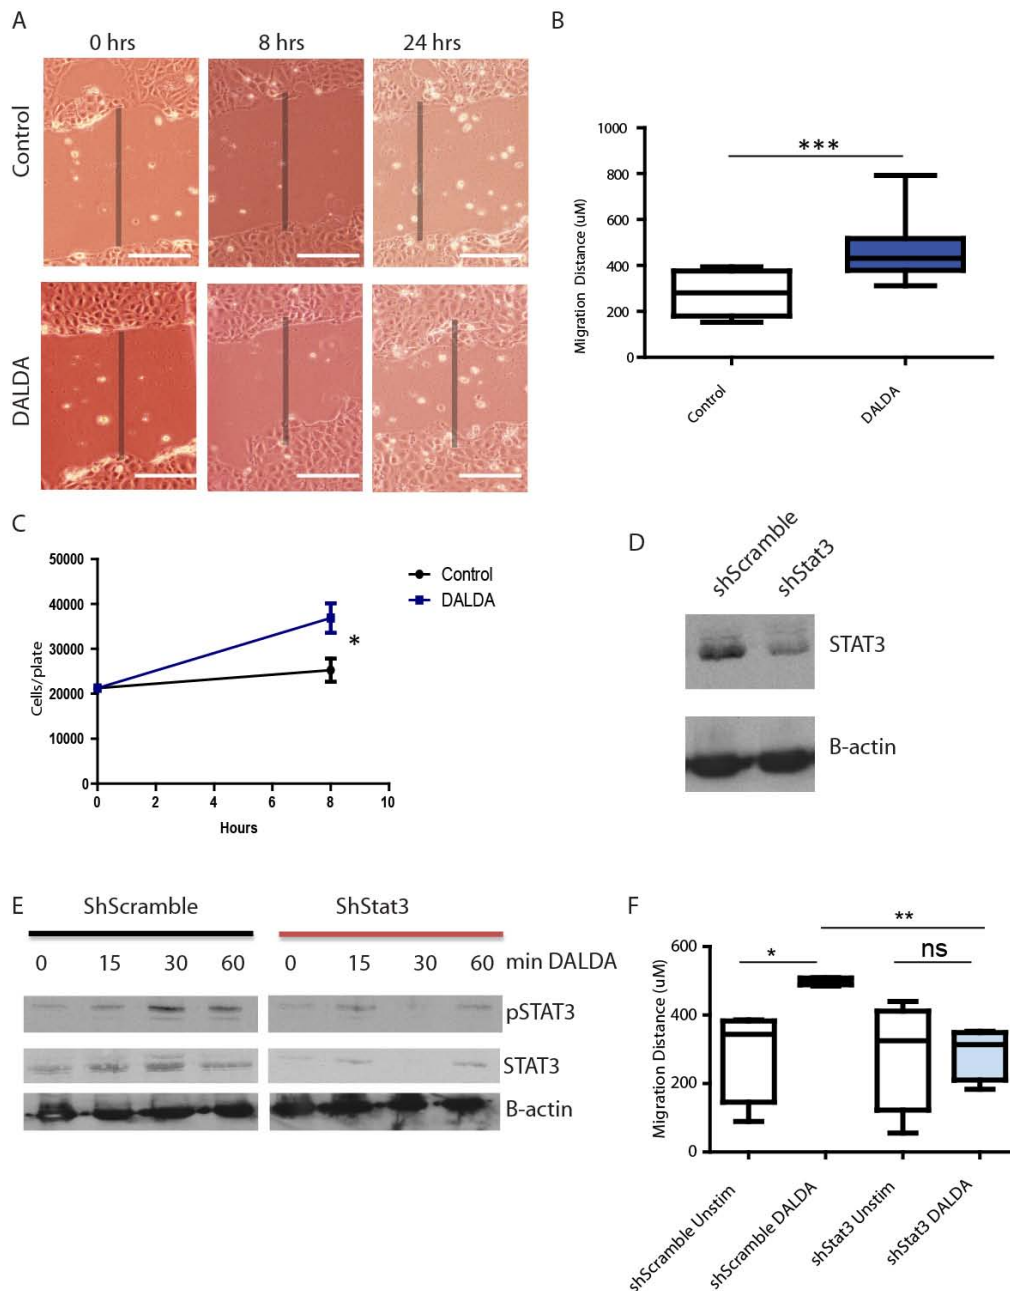 A
0 hrs
8 hrs
24 hrs
Control
DALDA
B
1000
800
600
400
200
0
Migration Distance (uM)
***
Control
DALDA
C
50000
40000
30000
20000
10000
0
Cells/plate
0 2 4 6 8 10
Hours
Control
DALDA
*
D
shScramble
shStat3
STAT3
B-actin
E
ShScramble
ShStat3
0 15 30 60 0 15 30 60 min DALDA
pSTAT3
STAT3
B-actin
F
600
400
200
0
Migration Distance (uM)
*
**
ns
shScramble Unstim
shScramble DALDA
shStat3 Unstim
shStat3 DALDA